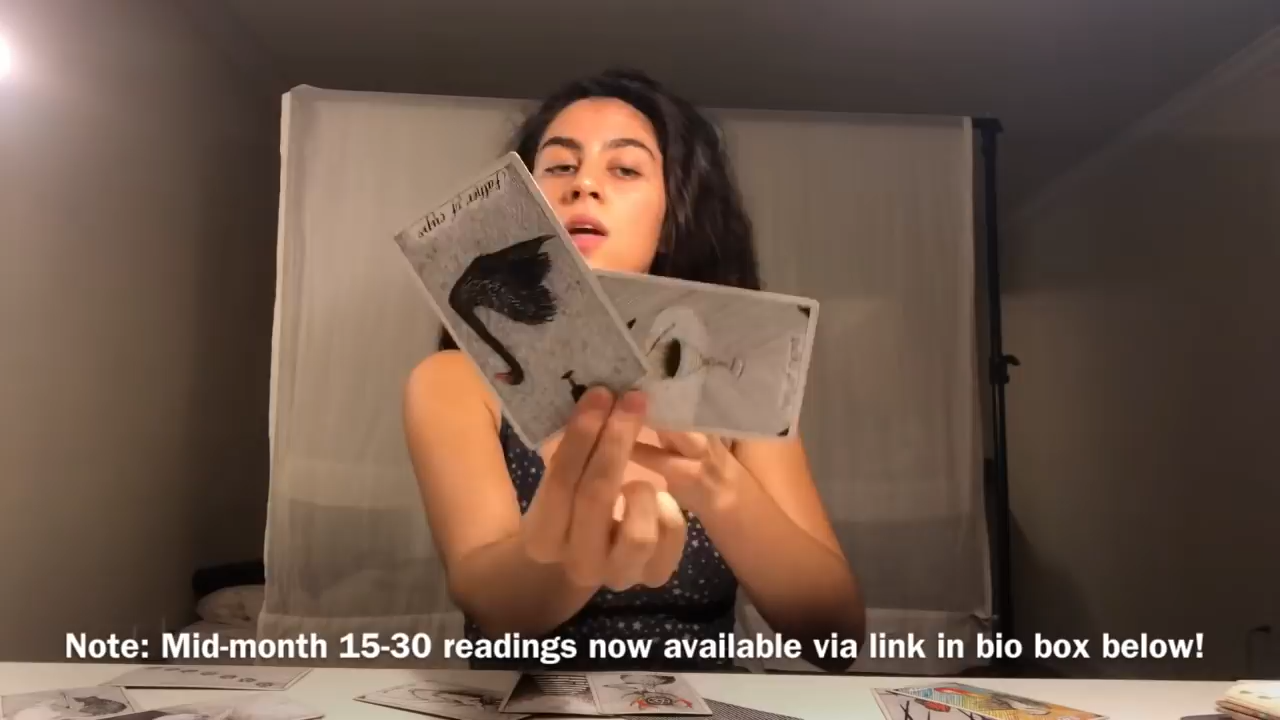 Father of cups
Note: Mid-month 15-30 readings now available via link in bio box below!